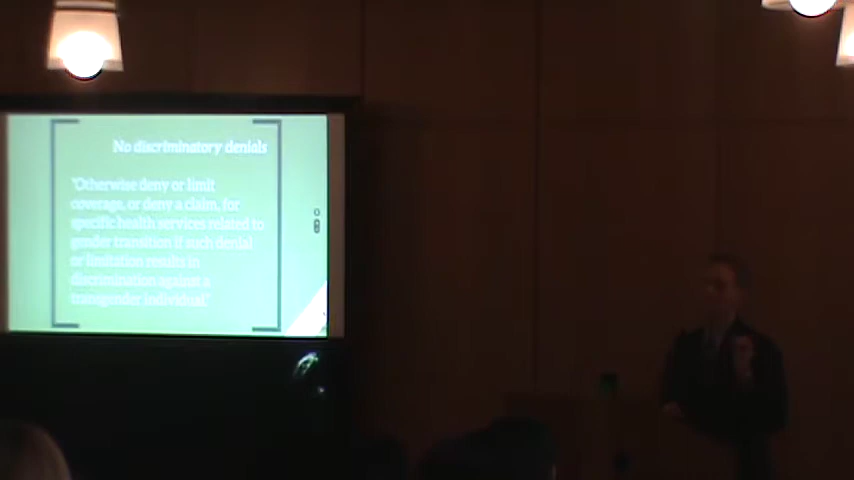 No discriminatory denials
"Otherwise deny or limit
coverage, or deny a claim, for
specific health services related to
gender transition if such denial
or limitation results in
discrimination against a
transgender individual."